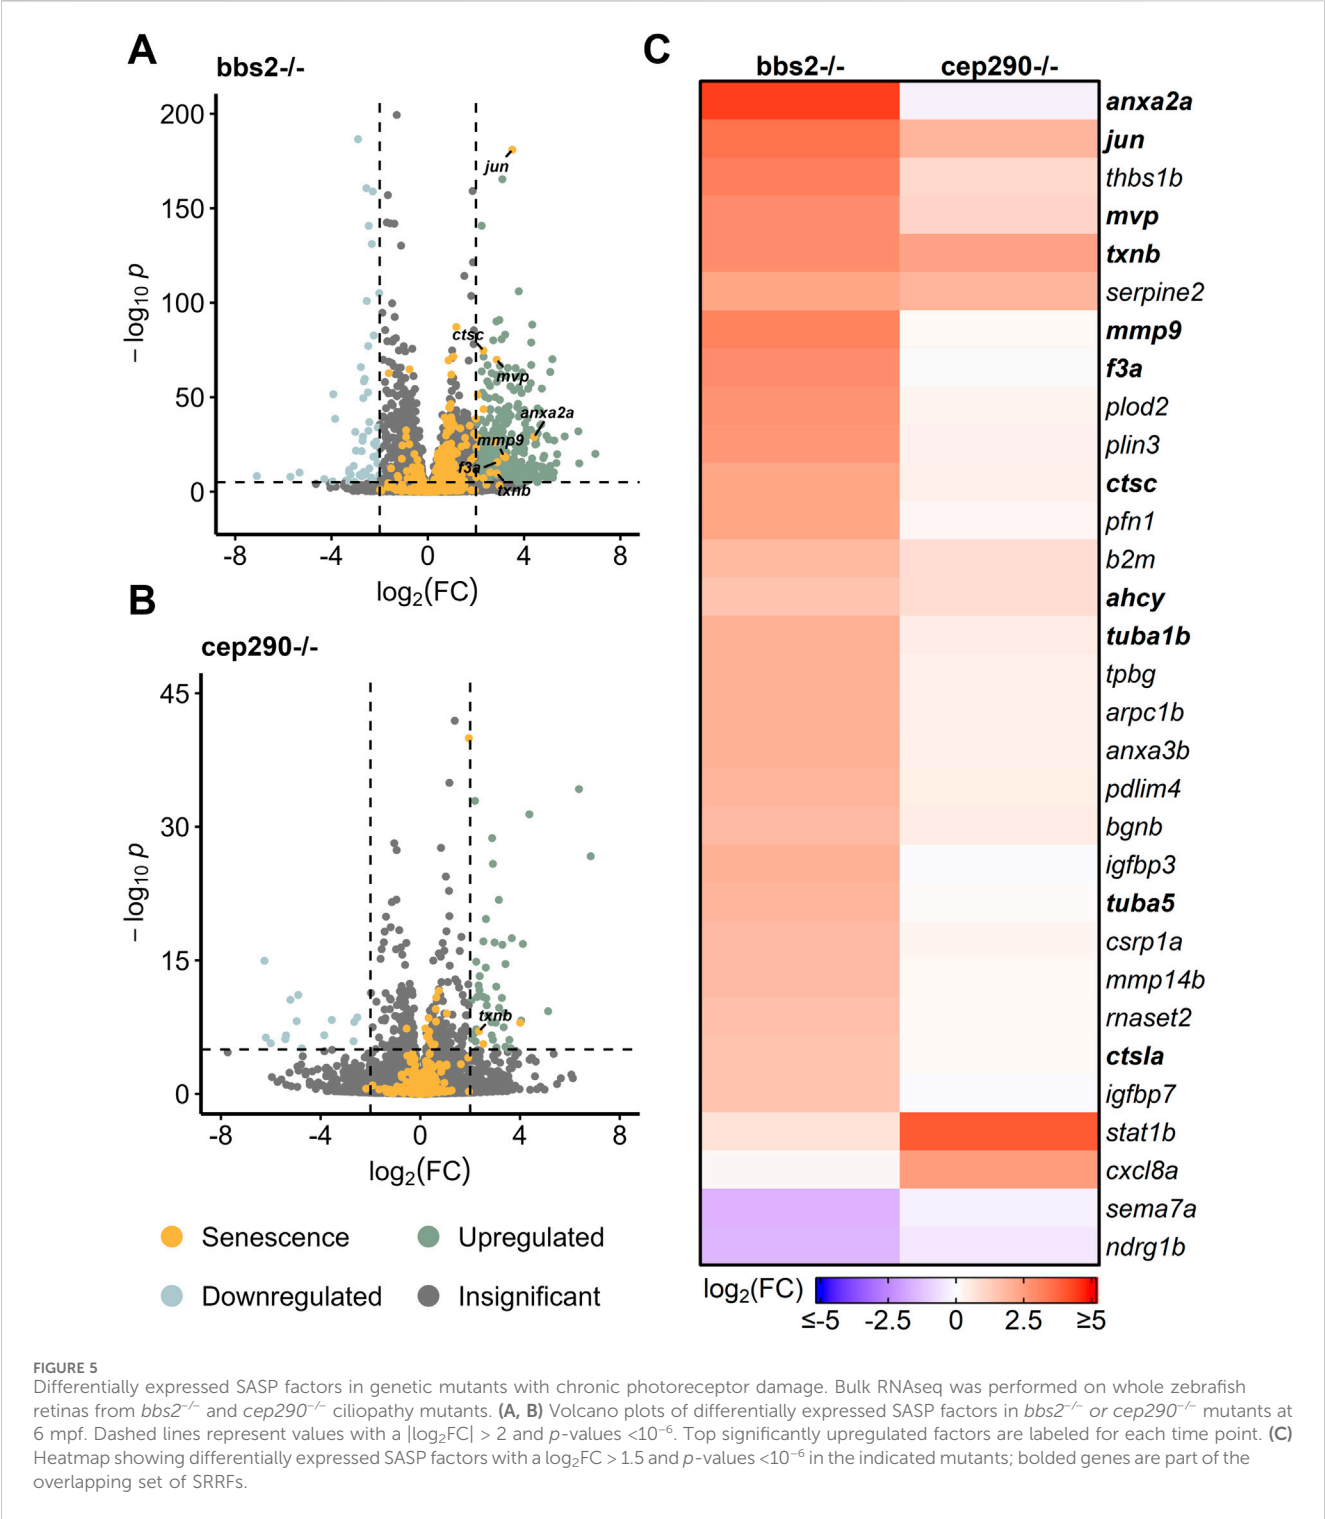 A
bbs2-/-
200
150
100
50
0
− log10 p
jun
ctsc
mvp
anxa2a
mmp9
f3a
txnb
-8 -4 0 4 8
log2(FC)
B
cep290-/-
45
30
15
0
− log10 p
txnb
-8 -4 0 4 8
log2(FC)
Senescence Upregulated
Downregulated Insignificant
C
bbs2-/- cep290-/-
anxa2a
jun
thbs1b
mvp
txnb
serpine2
mmp9
f3a
plod2
plin3
ctsc
pfn1
b2m
ahcy
tuba1b
tpbg
arpc1b
anxa3b
pdlim4
bgnb
igfbp3
tuba5
csrp1a
mmp14b
rnaset2
ctsla
igfbp7
stat1b
cxcl8a
sema7a
ndrg1b
log2(FC)
≤-5 -2.5 0 2.5 ≥5
FIGURE 5
Differentially expressed SASP factors in genetic mutants with chronic photoreceptor damage. Bulk RNAseq was performed on whole zebrafish
retinas from bbs2−/− and cep290−/− ciliopathy mutants. (A, B) Volcano plots of differentially expressed SASP factors in bbs2−/− or cep290−/− mutants at
6 mpf. Dashed lines represent values with a |log2FC| > 2 and p-values <10−6. Top significantly upregulated factors are labeled for each time point. (C)
Heatmap showing differentially expressed SASP factors with a log2FC > 1.5 and p-values <10−6 in the indicated mutants; bolded genes are part of the
overlapping set of SRRFs.